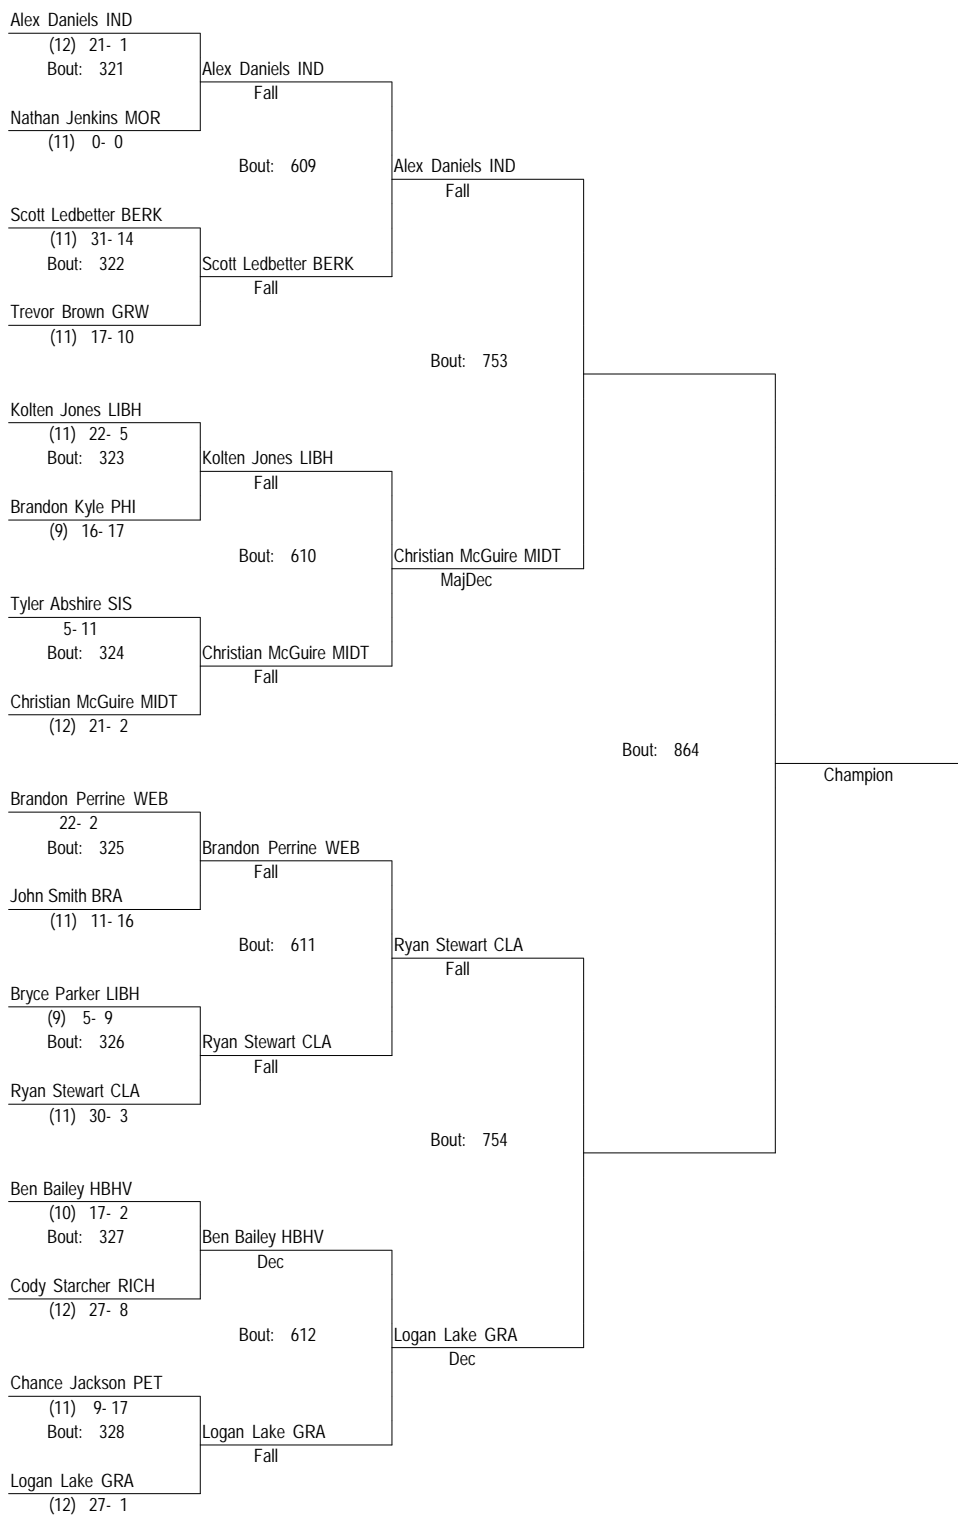 Alex Daniels IND
(12) 21- 1
Bout: 321
Alex Daniels IND
Fall
Nathan Jenkins MOR
(11) 0- 0
Bout: 609
Alex Daniels IND
Fall
Scott Ledbetter BERK
(11) 31- 14
Bout: 322
Scott Ledbetter BERK
Fall
Trevor Brown GRW
(11) 17- 10
Bout: 753
Kolten Jones LIBH
(11) 22- 5
Bout: 323
Kolten Jones LIBH
Fall
Brandon Kyle PHI
(9) 16- 17
Bout: 610
Christian McGuire MIDT
MajDec
Tyler Abshire SIS
5- 11
Bout: 324
Christian McGuire MIDT
Fall
Christian McGuire MIDT
(12) 21- 2
Bout: 864
Champion
Brandon Perrine WEB
22- 2
Bout: 325
Brandon Perrine WEB
Fall
John Smith BRA
(11) 11- 16
Bout: 611
Ryan Stewart CLA
Fall
Bryce Parker LIBH
(9) 5- 9
Bout: 326
Ryan Stewart CLA
Fall
Ryan Stewart CLA
(11) 30- 3
Bout: 754
Ben Bailey HBHV
(10) 17- 2
Bout: 327
Ben Bailey HBHV
Dec
Cody Starcher RICH
(12) 27- 8
Bout: 612
Logan Lake GRA
Dec
Chance Jackson PET
(11) 9- 17
Bout: 328
Logan Lake GRA
Fall
Logan Lake GRA
(12) 27- 1